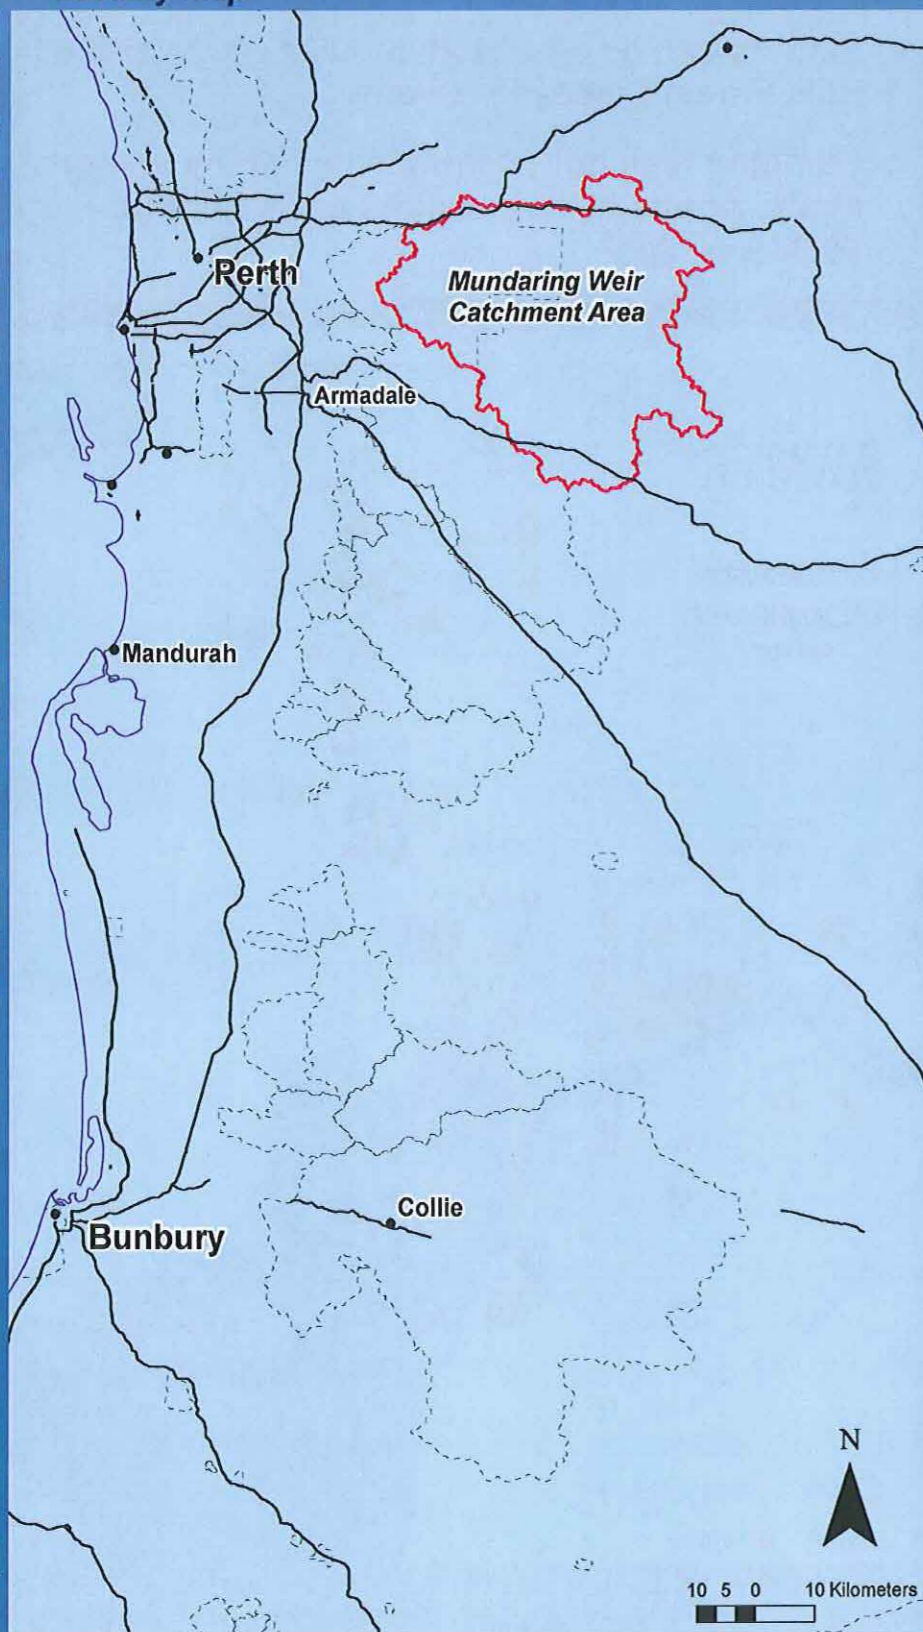 Perth
Mundaring Weir
Catchment Area
Armadale
Mandurah
Collie
Bunbury
N
10 5 0 10 Kilometers